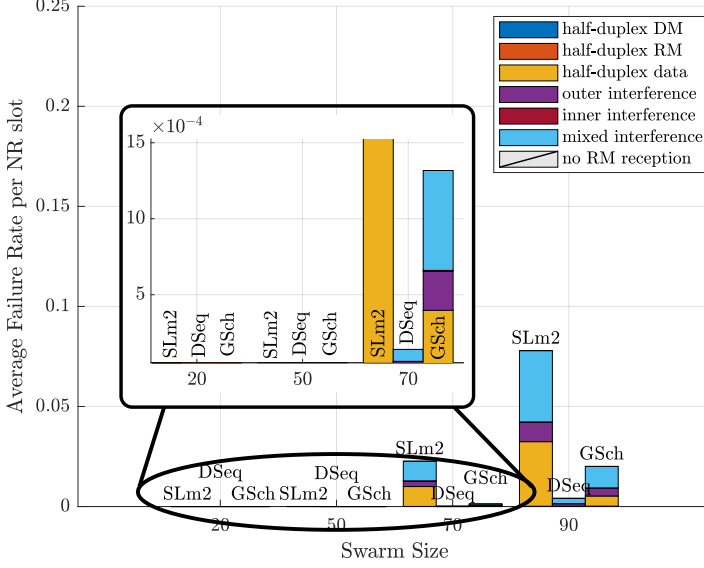 Average Failure Rate per NR slot
0.25
0.2
0.15
0.1
0.05
0
half-duplex DM
half-duplex RM
half-duplex data
outer interference
inner interference
mixed interference
no RM reception
×10⁻⁴
15
10
5
SLm2
DSeq
GSch
SLm2
DSeq
GSch
SLm2
DSeq
GSch
20
50
70
SLm2
DSeq
GSch
SLm2
DSeq
GSch
SLm2
DSeq
GSch
SLm2
DSeq
GSch
20
50
70
90
Swarm Size